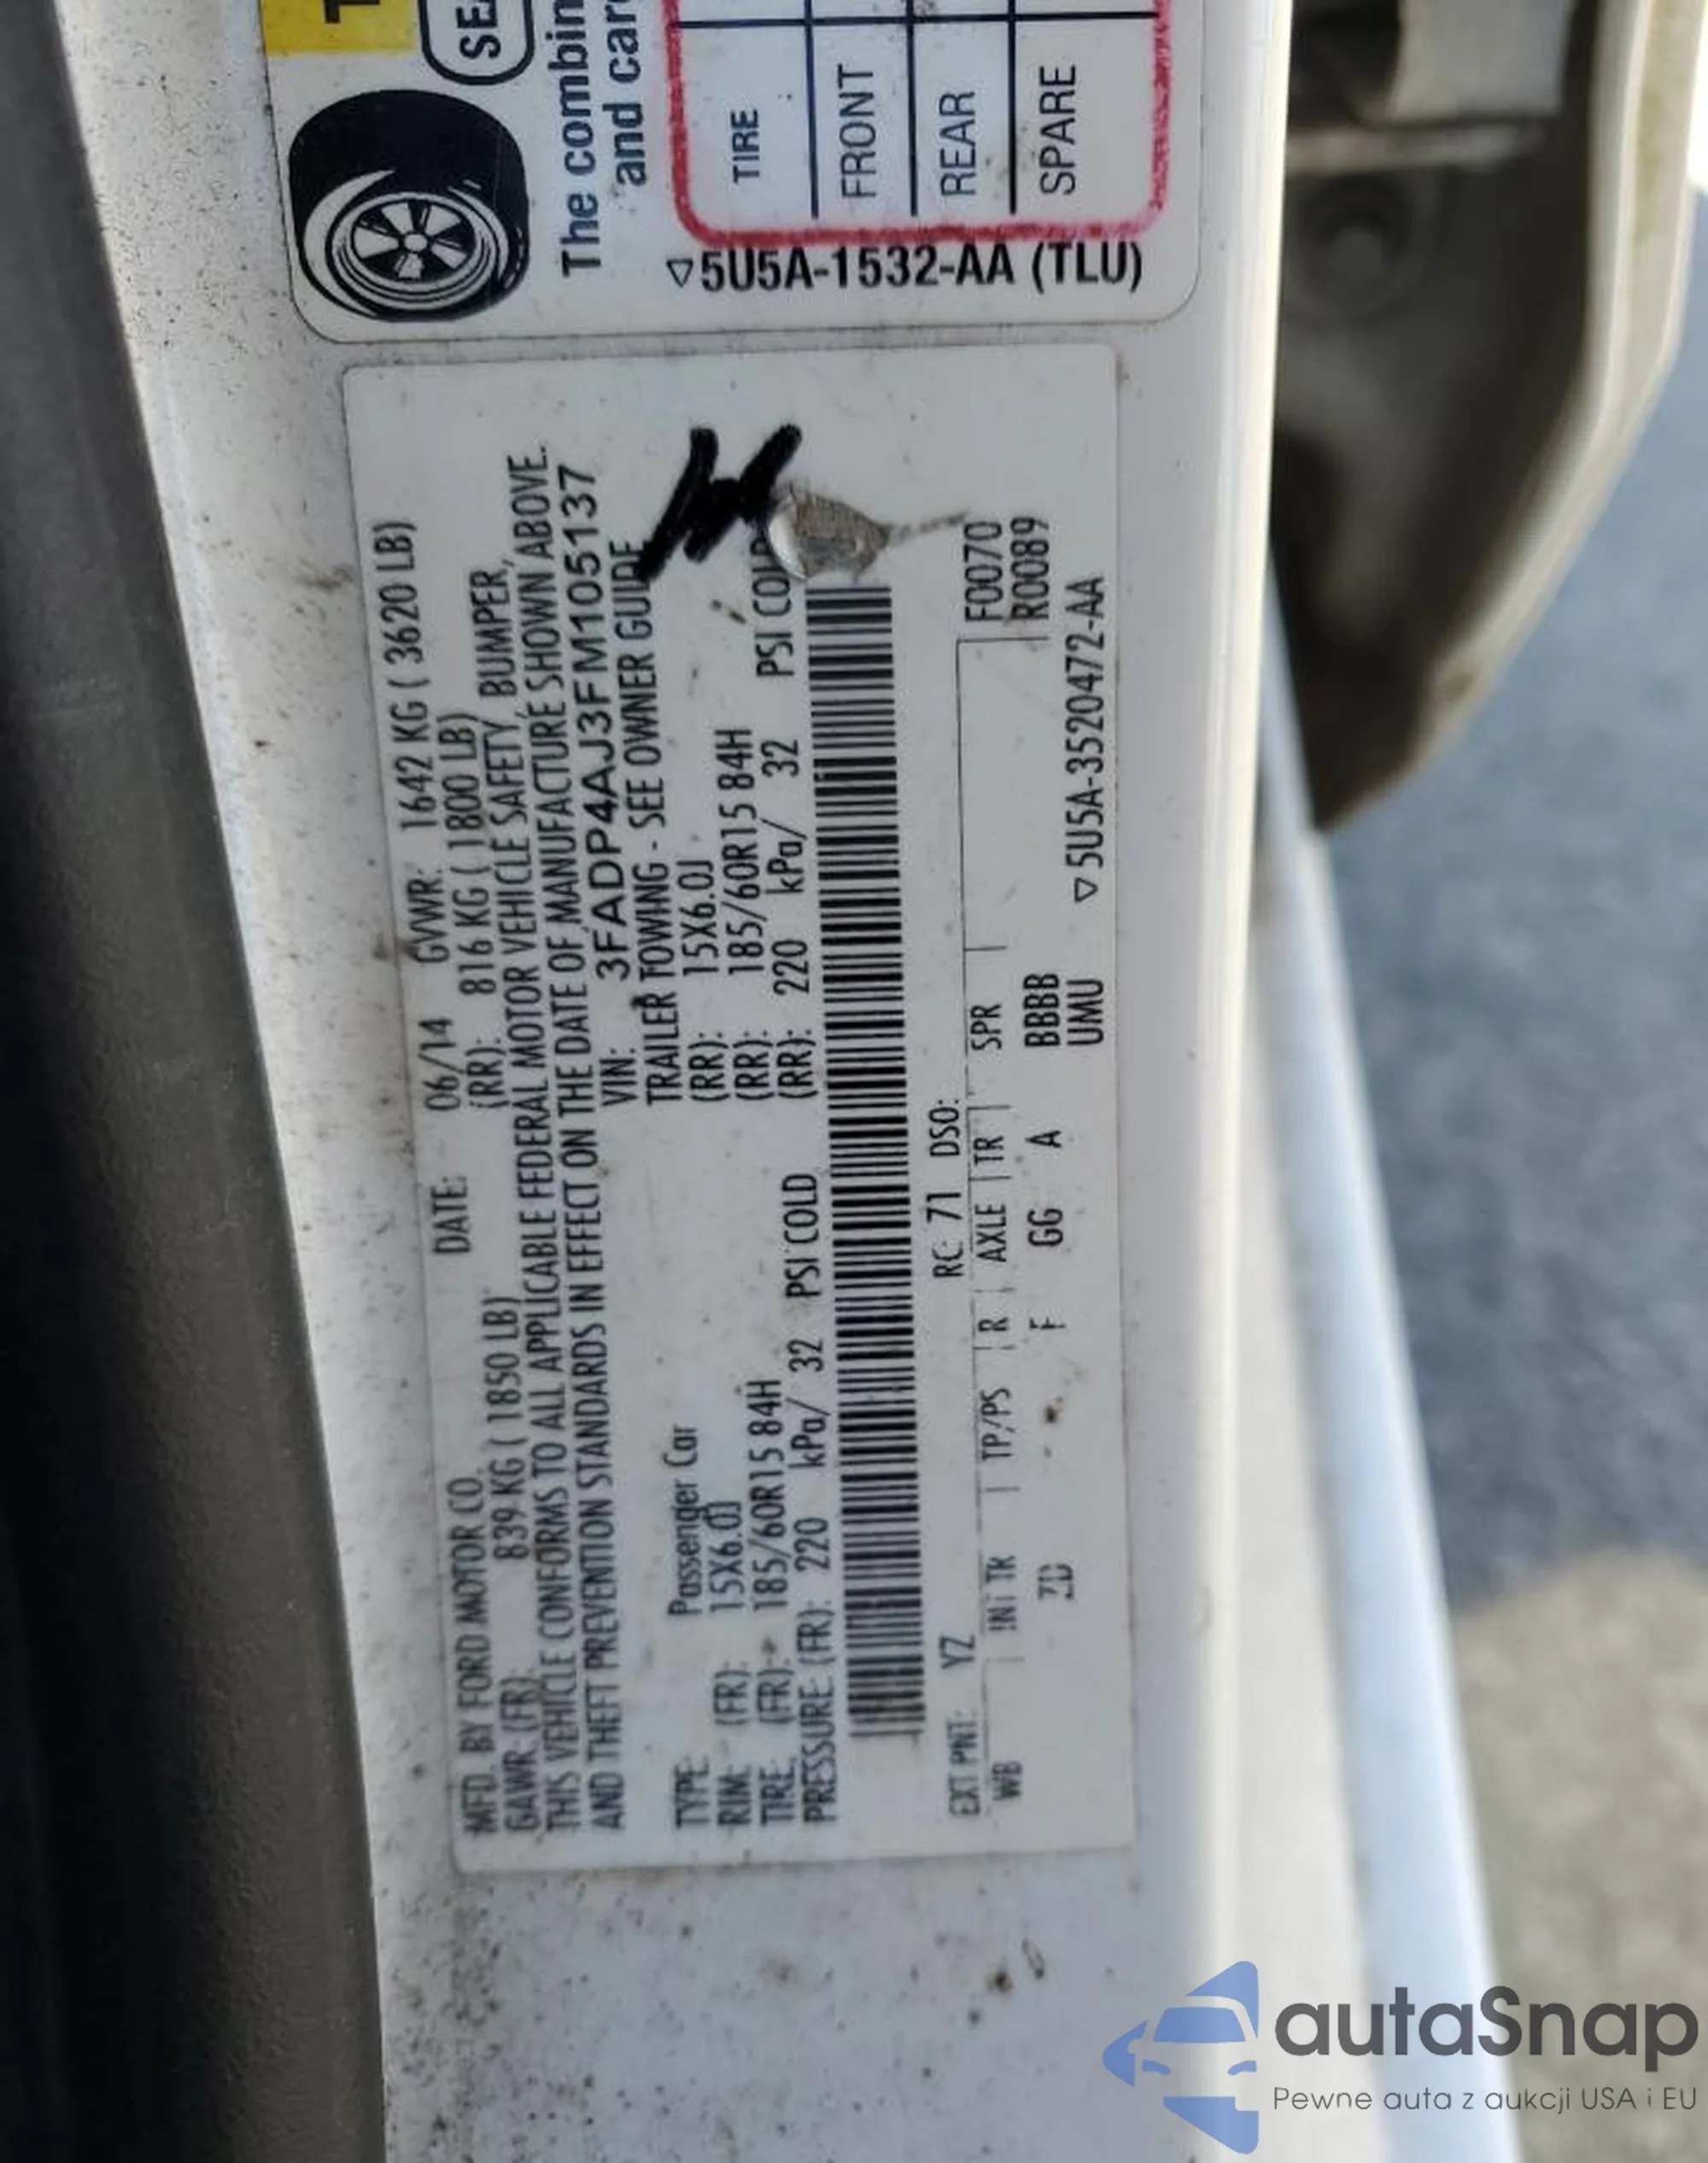 The combin
and car
TIRE
FRONT
REAR
SPARE
▽5U5A-1532-AA (TLU)
MFD. BY FORD MOTOR CO. DATE: 06/14 GVWR: 1642 KG ( 3620 LB)
GAWR: (FR): 839 KG ( 1850 LB) (RR): 816 KG ( 1800 LB)
THIS VEHICLE CONFORMS TO ALL APPLICABLE FEDERAL MOTOR VEHICLE SAFETY, BUMPER,
AND THEFT PREVENTION STANDARDS IN EFFECT ON THE DATE OF MANUFACTURE SHOWN ABOVE.
VIN: 3FADP4AJ3FM105137
TYPE: Passenger Car TRAILER TOWING - SEE OWNER GUIDE
RIM: (FR): 15X6.0J (RR): 15X6.0J
TIRE: (FR): 185/60R15 84H (RR): 185/60R15 84H
PRESSURE: (FR): 220 kPa/ 32 PSI COLD (RR): 220 kPa/ 32 PSI COLD
EXT PNT: YZ RC: 71 DSO: F0070
WB INT TR TP/PS R AXLE TR SPR R0089
ZD F GG A BBBB
UMU ▽5U5A-3520472-AA
autaSnap
Pewne auta z aukcji USA i EU